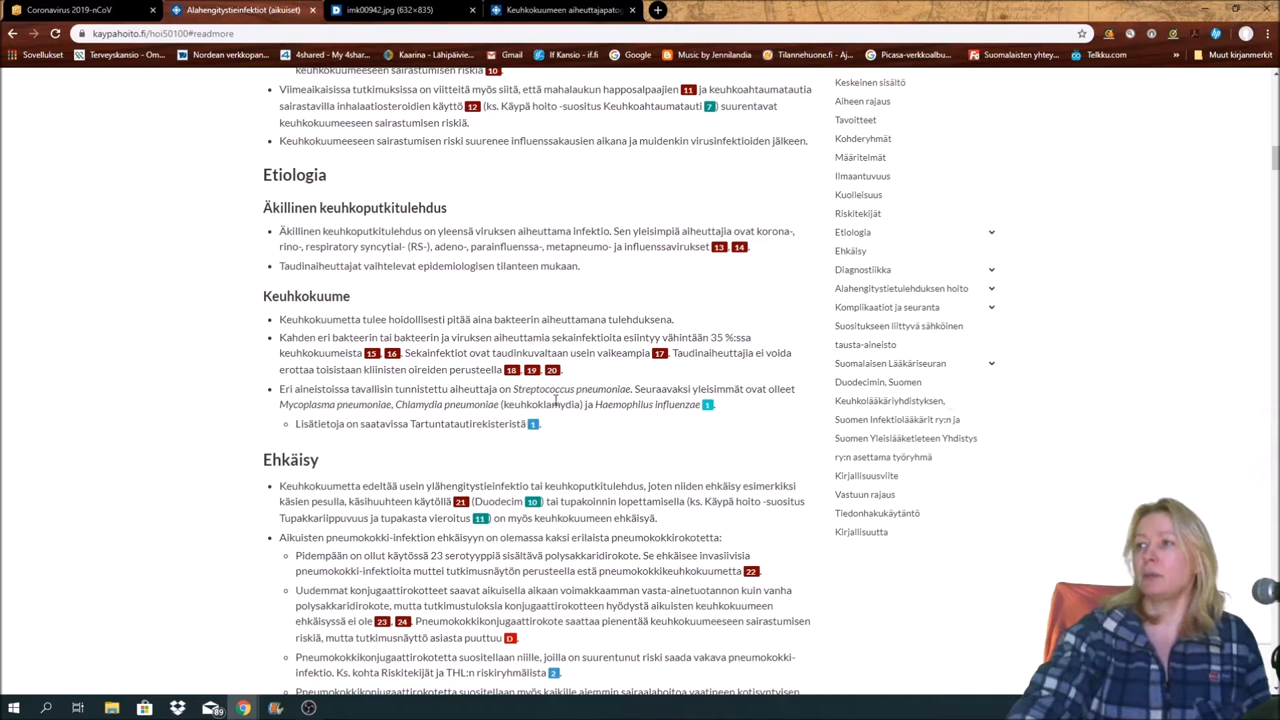 Coronavirus 2019-nCoV
Alahengitystieinfektiot (aikuiset)
imk00942.jpg (632×835)
Keuhkokuumeen aiheuttajapatog
kaypahoito.fi/hoi50100#readmore
Sovellukset
Terveyskansio - Om...
Nordean verkkopan...
4shared - My 4shar...
Kaarina - Lähipäivie...
Gmail
If Kansio - if.fi
Google
Music by Jennilandia
Tilannehuone.fi - Aj...
Picasa-verkkoalbu...
Suomalaisten yhtey...
Telkku.com
»
Muut kirjanmerkit
keuhkokuumeeseen sairastumisen riskiä 10.
Viimeaikaisissa tutkimuksissa on viitteitä myös siitä, että mahalaukun happosalpaajien 11 ja keuhkoahtaumatautia
sairastavilla inhalaatiosteroidien käyttö 12 (ks. Käypä hoito -suositus Keuhkoahtaumatauti 7) suurentavat
keuhkokuumeeseen sairastumisen riskiä.
Keuhkokuumeeseen sairastumisen riski suurenee influenssakausien aikana ja muidenkin virusinfektioiden jälkeen.
Etiologia
Äkillinen keuhkoputkitulehdus
Äkillinen keuhkoputkitulehdus on yleensä viruksen aiheuttama infektio. Sen yleisimpiä aiheuttajia ovat korona-,
rino-, respiratory syncytial- (RS-), adeno-, parainfluenssa-, metapneumo- ja influenssavirukset 13, 14.
Taudinaiheuttajat vaihtelevat epidemiologisen tilanteen mukaan.
Keuhkokuume
Keuhkokuumetta tulee hoidollisesti pitää aina bakteerin aiheuttamana tulehduksena.
Kahden eri bakteerin tai bakteerin ja viruksen aiheuttamia sekainfektioita esiintyy vähintään 35 %:ssa
keuhkokuumeista 15, 16. Sekainfektiot ovat taudinkuvaltaan usein vaikeampia 17. Taudinaiheuttajia ei voida
erottaa toisistaan kliinisten oireiden perusteella 18, 19, 20.
Eri aineistoissa tavallisin tunnistettu aiheuttaja on Streptococcus pneumoniae. Seuraavaksi yleisimmät ovat olleet
Mycoplasma pneumoniae, Chlamydia pneumoniae (keuhkoklamydia) ja Haemophilus influenzae 1.
Lisätietoja on saatavissa Tartuntatautirekisteristä 1.
Ehkäisy
Keuhkokuumetta edeltää usein ylähengitystieinfektio tai keuhkoputkitulehdus, joten niiden ehkäisy esimerkiksi
käsien pesulla, käsihuuhteen käytöllä 21 (Duodecim 10) tai tupakoinnin lopettamisella (ks. Käypä hoito -suositus
Tupakkariippuvuus ja tupakasta vieroitus 11) on myös keuhkokuumeen ehkäisyä.
Aikuisten pneumokokki-infektion ehkäisyyn on olemassa kaksi erilaista pneumokokkirokotetta:
Pidempään on ollut käytössä 23 serotyyppiä sisältävä polysakkaridirokote. Se ehkäisee invasiivisia
pneumokokki-infektioita muttei tutkimusnäytön perusteella estä pneumokokkikeuhkokuumetta 22.
Uudemmat konjugaattirokotteet saavat aikuisella aikaan voimakkaamman vasta-ainetuotannon kuin vanha
polysakkaridirokote, mutta tutkimustuloksia konjugaattirokotteen hyödystä aikuisten keuhkokuumeen
ehkäisyssä ei ole 23, 24. Pneumokokkikonjugaattirokote saattaa pienentää keuhkokuumeeseen sairastumisen
riskiä, mutta tutkimusnäyttö asiasta puuttuu D.
Pneumokokkikonjugaattirokotetta suositellaan niille, joilla on suurentunut riski saada vakava pneumokokki-
infektio. Ks. kohta Riskitekijät ja THL:n riskiryhmälista 2.
Pneumokokkikonjugaattirokotetta suositellaan myös kaikille aiemmin sairaalahoitoa vaatineen kotisyntyisen
Keskeinen sisältö
Aiheen rajaus
Tavoitteet
Kohderyhmät
Määritelmät
Ilmaantuvuus
Kuolleisuus
Riskitekijät
Etiologia
Ehkäisy
Diagnostiikka
Alahengitystietulehduksen hoito
Komplikaatiot ja seuranta
Suositukseen liittyvä sähköinen
tausta-aineisto
Suomalaisen Lääkäriseuran
Duodecimin, Suomen
Keuhkolääkäriyhdistyksen,
Suomen Infektiolääkärit ry:n ja
Suomen Yleislääketieteen Yhdistys
ry:n asettama työryhmä
Kirjallisuusviite
Vastuun rajaus
Tiedonhakukäytäntö
Kirjallisuutta
89